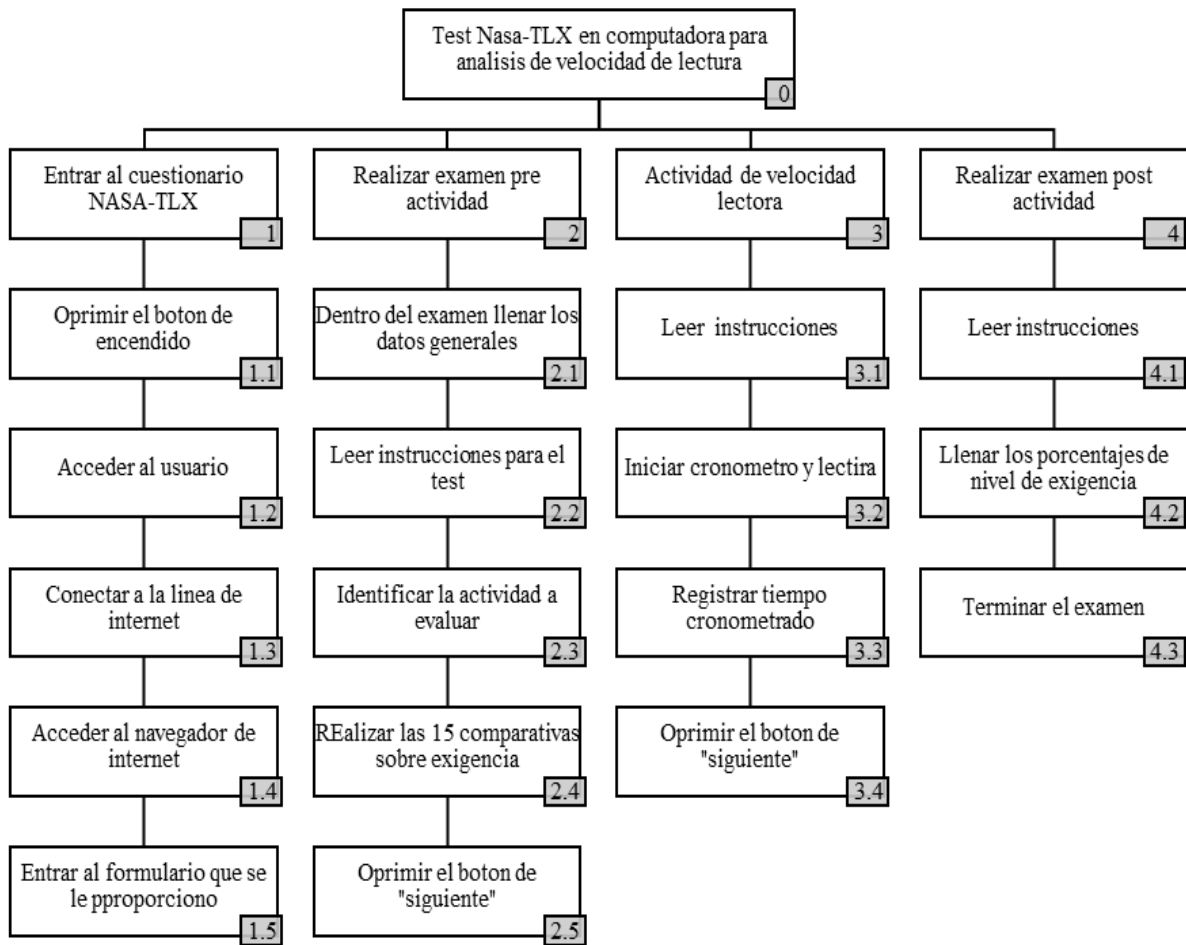 Test Nasa-TLX en computadora para
analisis de velocidad de lectura
0
Entrar al cuestionario
NASA-TLX
1
Realizar examen pre
actividad
2
Actividad de velocidad
lectora
3
Realizar examen post
actividad
4
Oprimir el boton de
encendido
1.1
Dentro del examen llenar los
datos generales
2.1
Leer instrucciones
3.1
Leer instrucciones
4.1
Acceder al usuario
1.2
Leer instrucciones para el
test
2.2
Iniciar cronometro y lectira
3.2
Llenar los porcentajes de
nivel de exigencia
4.2
Conectar a la linea de
internet
1.3
Identificar la actividad a
evaluar
2.3
Registrar tiempo
cronometrado
3.3
Terminar el examen
4.3
Acceder al navegador de
internet
1.4
REalizar las 15 comparativas
sobre exigencia
2.4
Oprimir el boton de
"siguiente"
3.4
Entrar al formulario que se
le pproporciono
1.5
Oprimir el boton de
"siguiente"
2.5